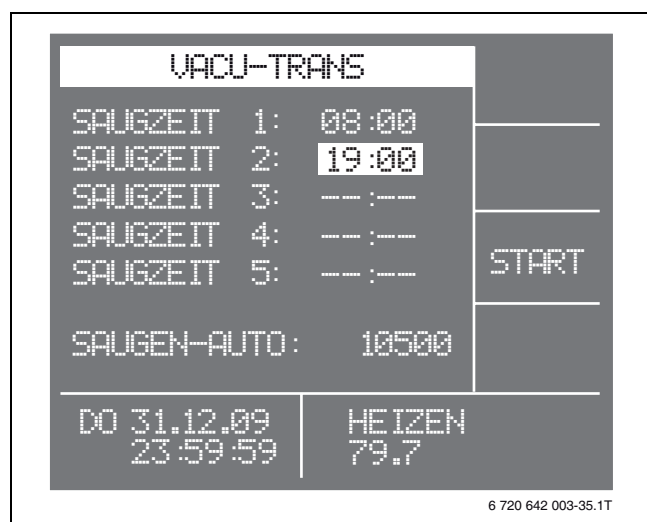 VACU-TRANS
SAUGZEIT 1: 08:00
SAUGZEIT 2: 19:00
SAUGZEIT 3: --:--
SAUGZEIT 4: --:--
SAUGZEIT 5: --:--
START
SAUGEN-AUTO: 10500
DO 31.12.09 HEIZEN
23:59:59 79.7
6 720 642 003-35.1T